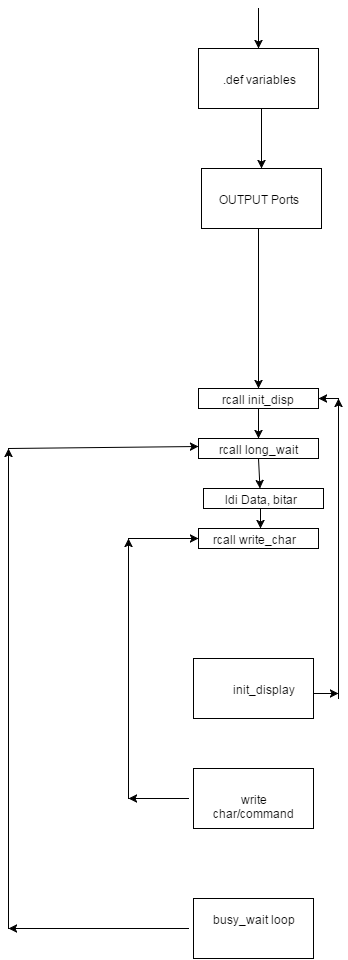 .def variables
OUTPUT Ports
rcall init_disp
rcall long_wait
ldi Data, bitar
rcall write_char
init_display
write
char/command
busy_wait loop